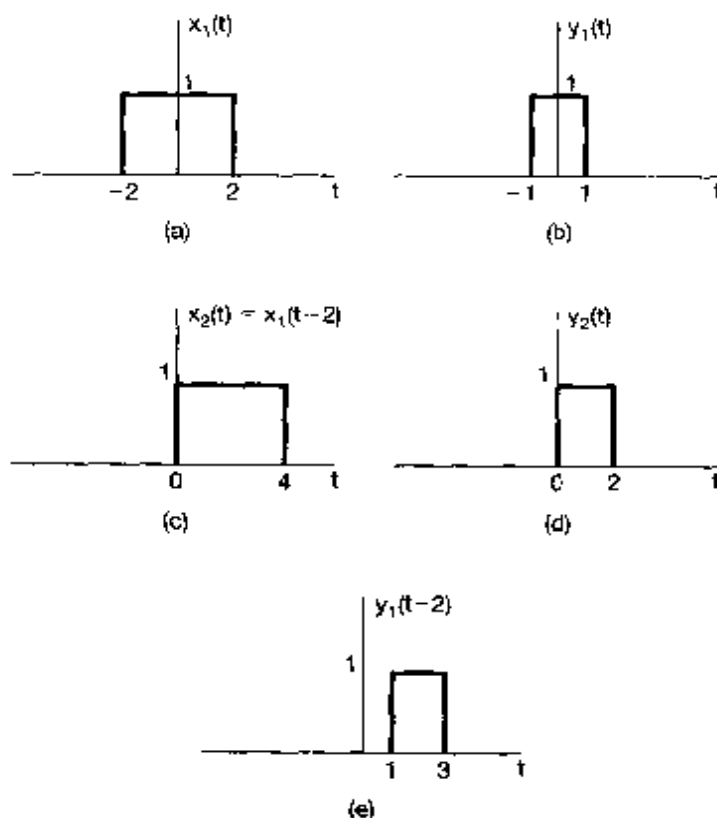 x₁(t)
1
-2 2 t
(a)
y₁(t)
1
-1 1 t
(b)
x₂(t) = x₁(t-2)
1
0 4 t
(c)
y₂(t)
1
0 2 t
(d)
y₁(t-2)
1
1 3 t
(e)